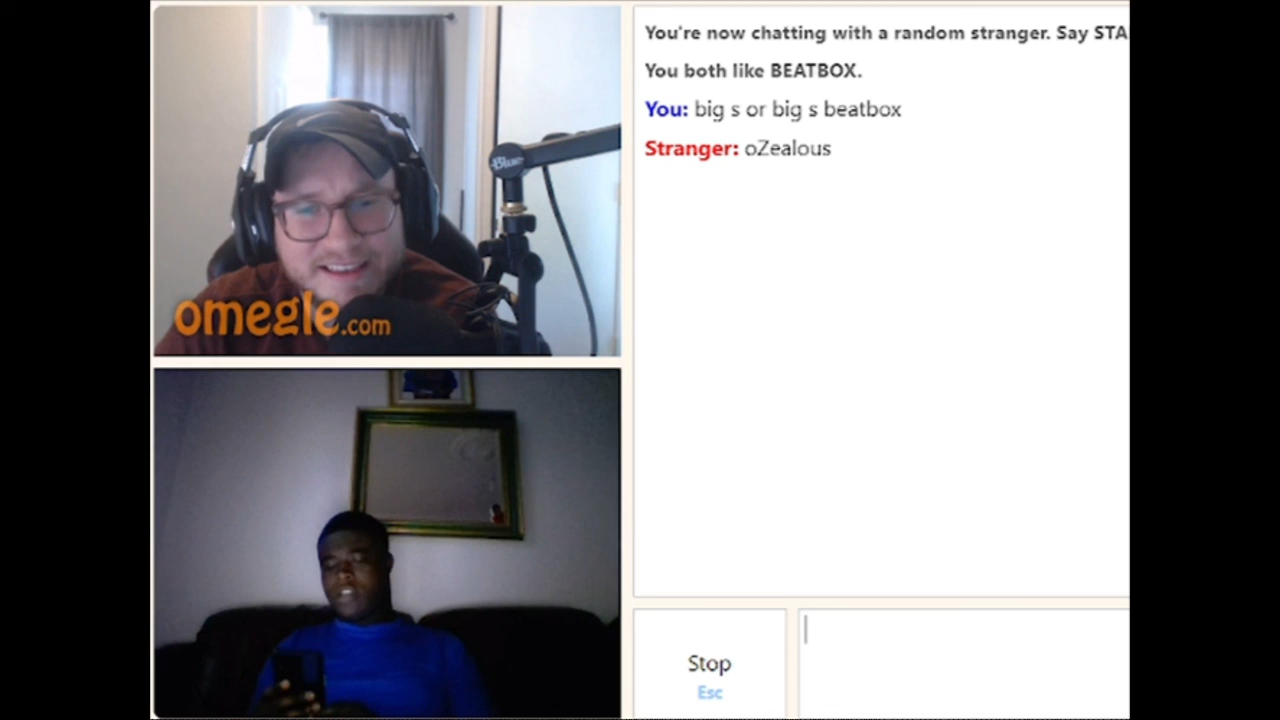 You're now chatting with a random stranger. Say STA
You both like BEATBOX.
You: big s or big s beatbox
Stranger: oZealous
Blue
omegle.com
Stop
Esc